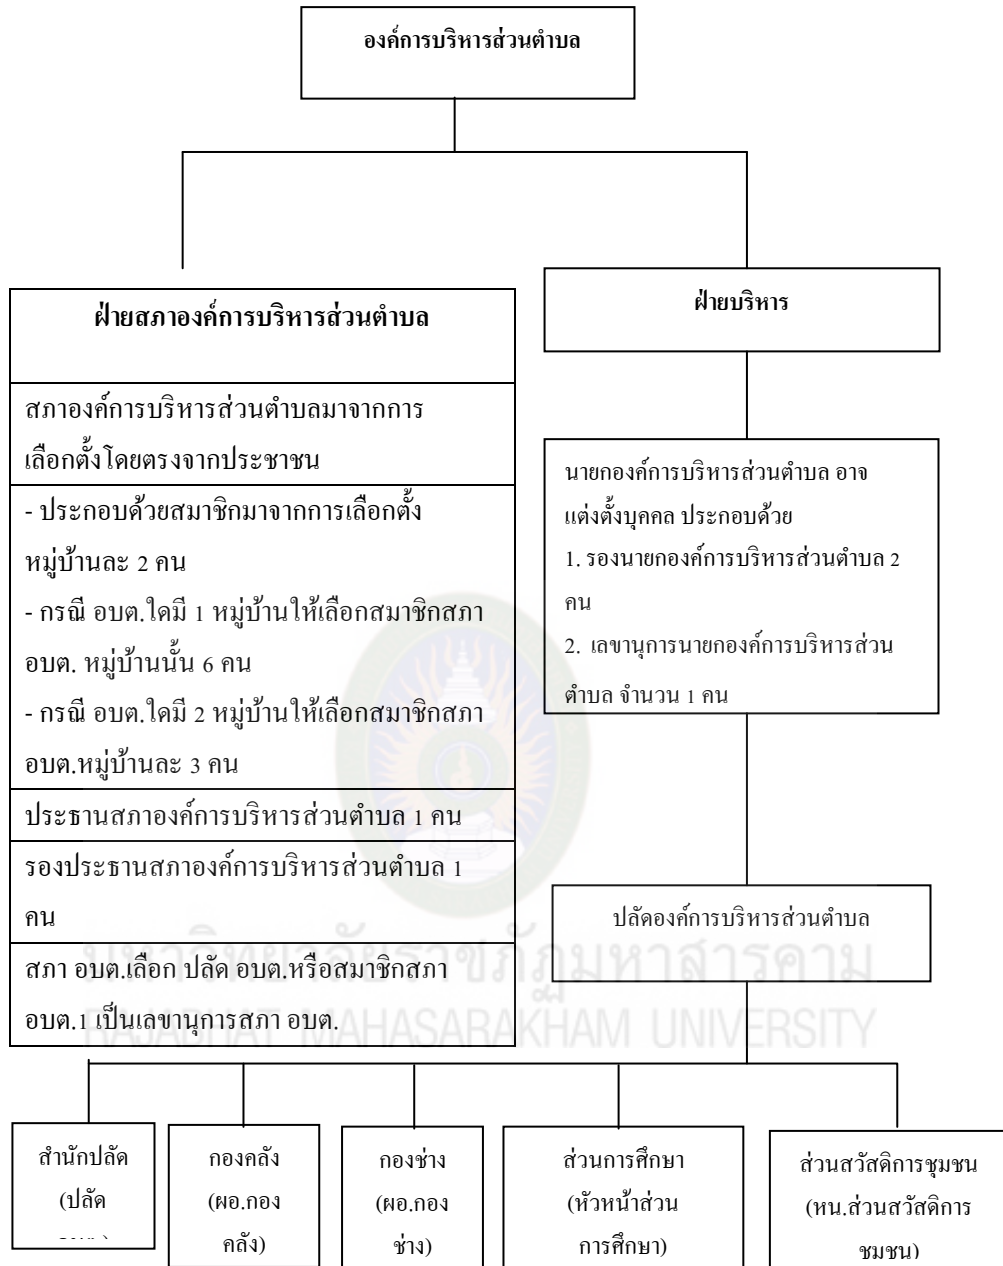 องค์การบริหารส่วนตำบล
ฝ่ายสภาองค์การบริหารส่วนตำบล
สภาองค์การบริหารส่วนตำบลมาจากการ
เลือกตั้งโดยตรงจากประชาชน
- ประกอบด้วยสมาชิกมาจากการเลือกตั้ง
หมู่บ้านละ 2 คน
- กรณี อบต.ใดมี 1 หมู่บ้านให้เลือกสมาชิกสภา
อบต. หมู่บ้านนั้น 6 คน
- กรณี อบต.ใดมี 2 หมู่บ้านให้เลือกสมาชิกสภา
อบต.หมู่บ้านละ 3 คน
ประธานสภาองค์การบริหารส่วนตำบล 1 คน
รองประธานสภาองค์การบริหารส่วนตำบล 1
คน
สภา อบต.เลือก ปลัด อบต.หรือสมาชิกสภา
อบต.1 เป็นเลขานุการสภา อบต.
ฝ่ายบริหาร
นายกองค์การบริหารส่วนตำบล อาจ
แต่งตั้งบุคคล ประกอบด้วย
1. รองนายกองค์การบริหารส่วนตำบล 2
คน
2. เลขานุการนายกองค์การบริหารส่วน
ตำบล จำนวน 1 คน
ปลัดองค์การบริหารส่วนตำบล
มหาวิทยาลัยราชภัฏมหาสารคาม
RAJABHAT MAHASARAKHAM UNIVERSITY
สำนักปลัด
(ปลัด
กองคลัง
(ผอ.กอง
คลัง)
กองช่าง
(ผอ.กอง
ช่าง)
ส่วนการศึกษา
(หัวหน้าส่วน
การศึกษา)
ส่วนสวัสดิการชุมชน
(หน.ส่วนสวัสดิการ
ชุมชน)